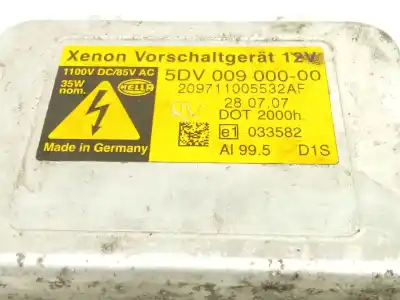 Xenon Vorschaltgerät 12V
1100V DC/85V AC
35W
nom.
HELLA
5DV 009 000-00
209711005532AF
28.07.07
DOT 2000h.
e1 033582
Made in Germany
Al 99.5 D1S